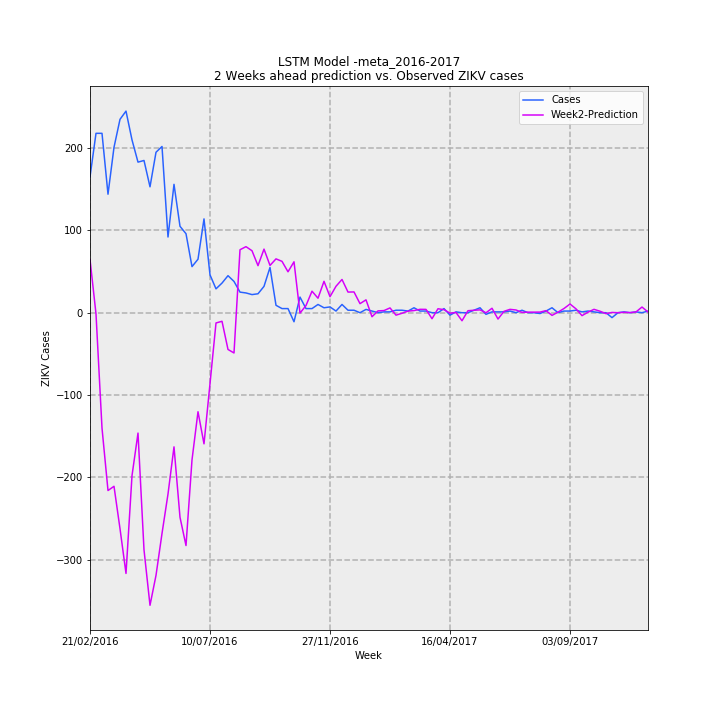 LSTM Model -meta_2016-2017
2 Weeks ahead prediction vs. Observed ZIKV cases
Cases
Week2-Prediction
200
100
0
−100
−200
−300
ZIKV Cases
21/02/2016
10/07/2016
27/11/2016
16/04/2017
03/09/2017
Week